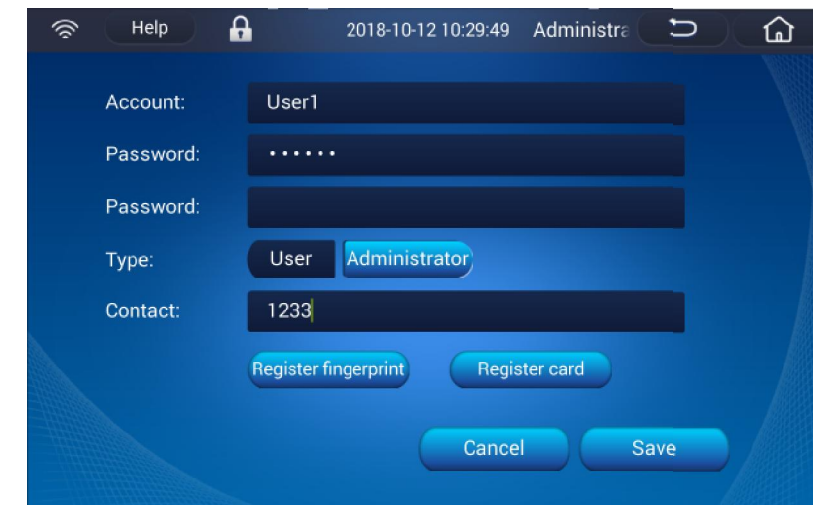 Help 2018-10-12 10:29:49 Administra
Account: User1
Password: ••••••
Password:
Type: User Administrator
Contact: 1233
Register fingerprint Register card
Cancel Save